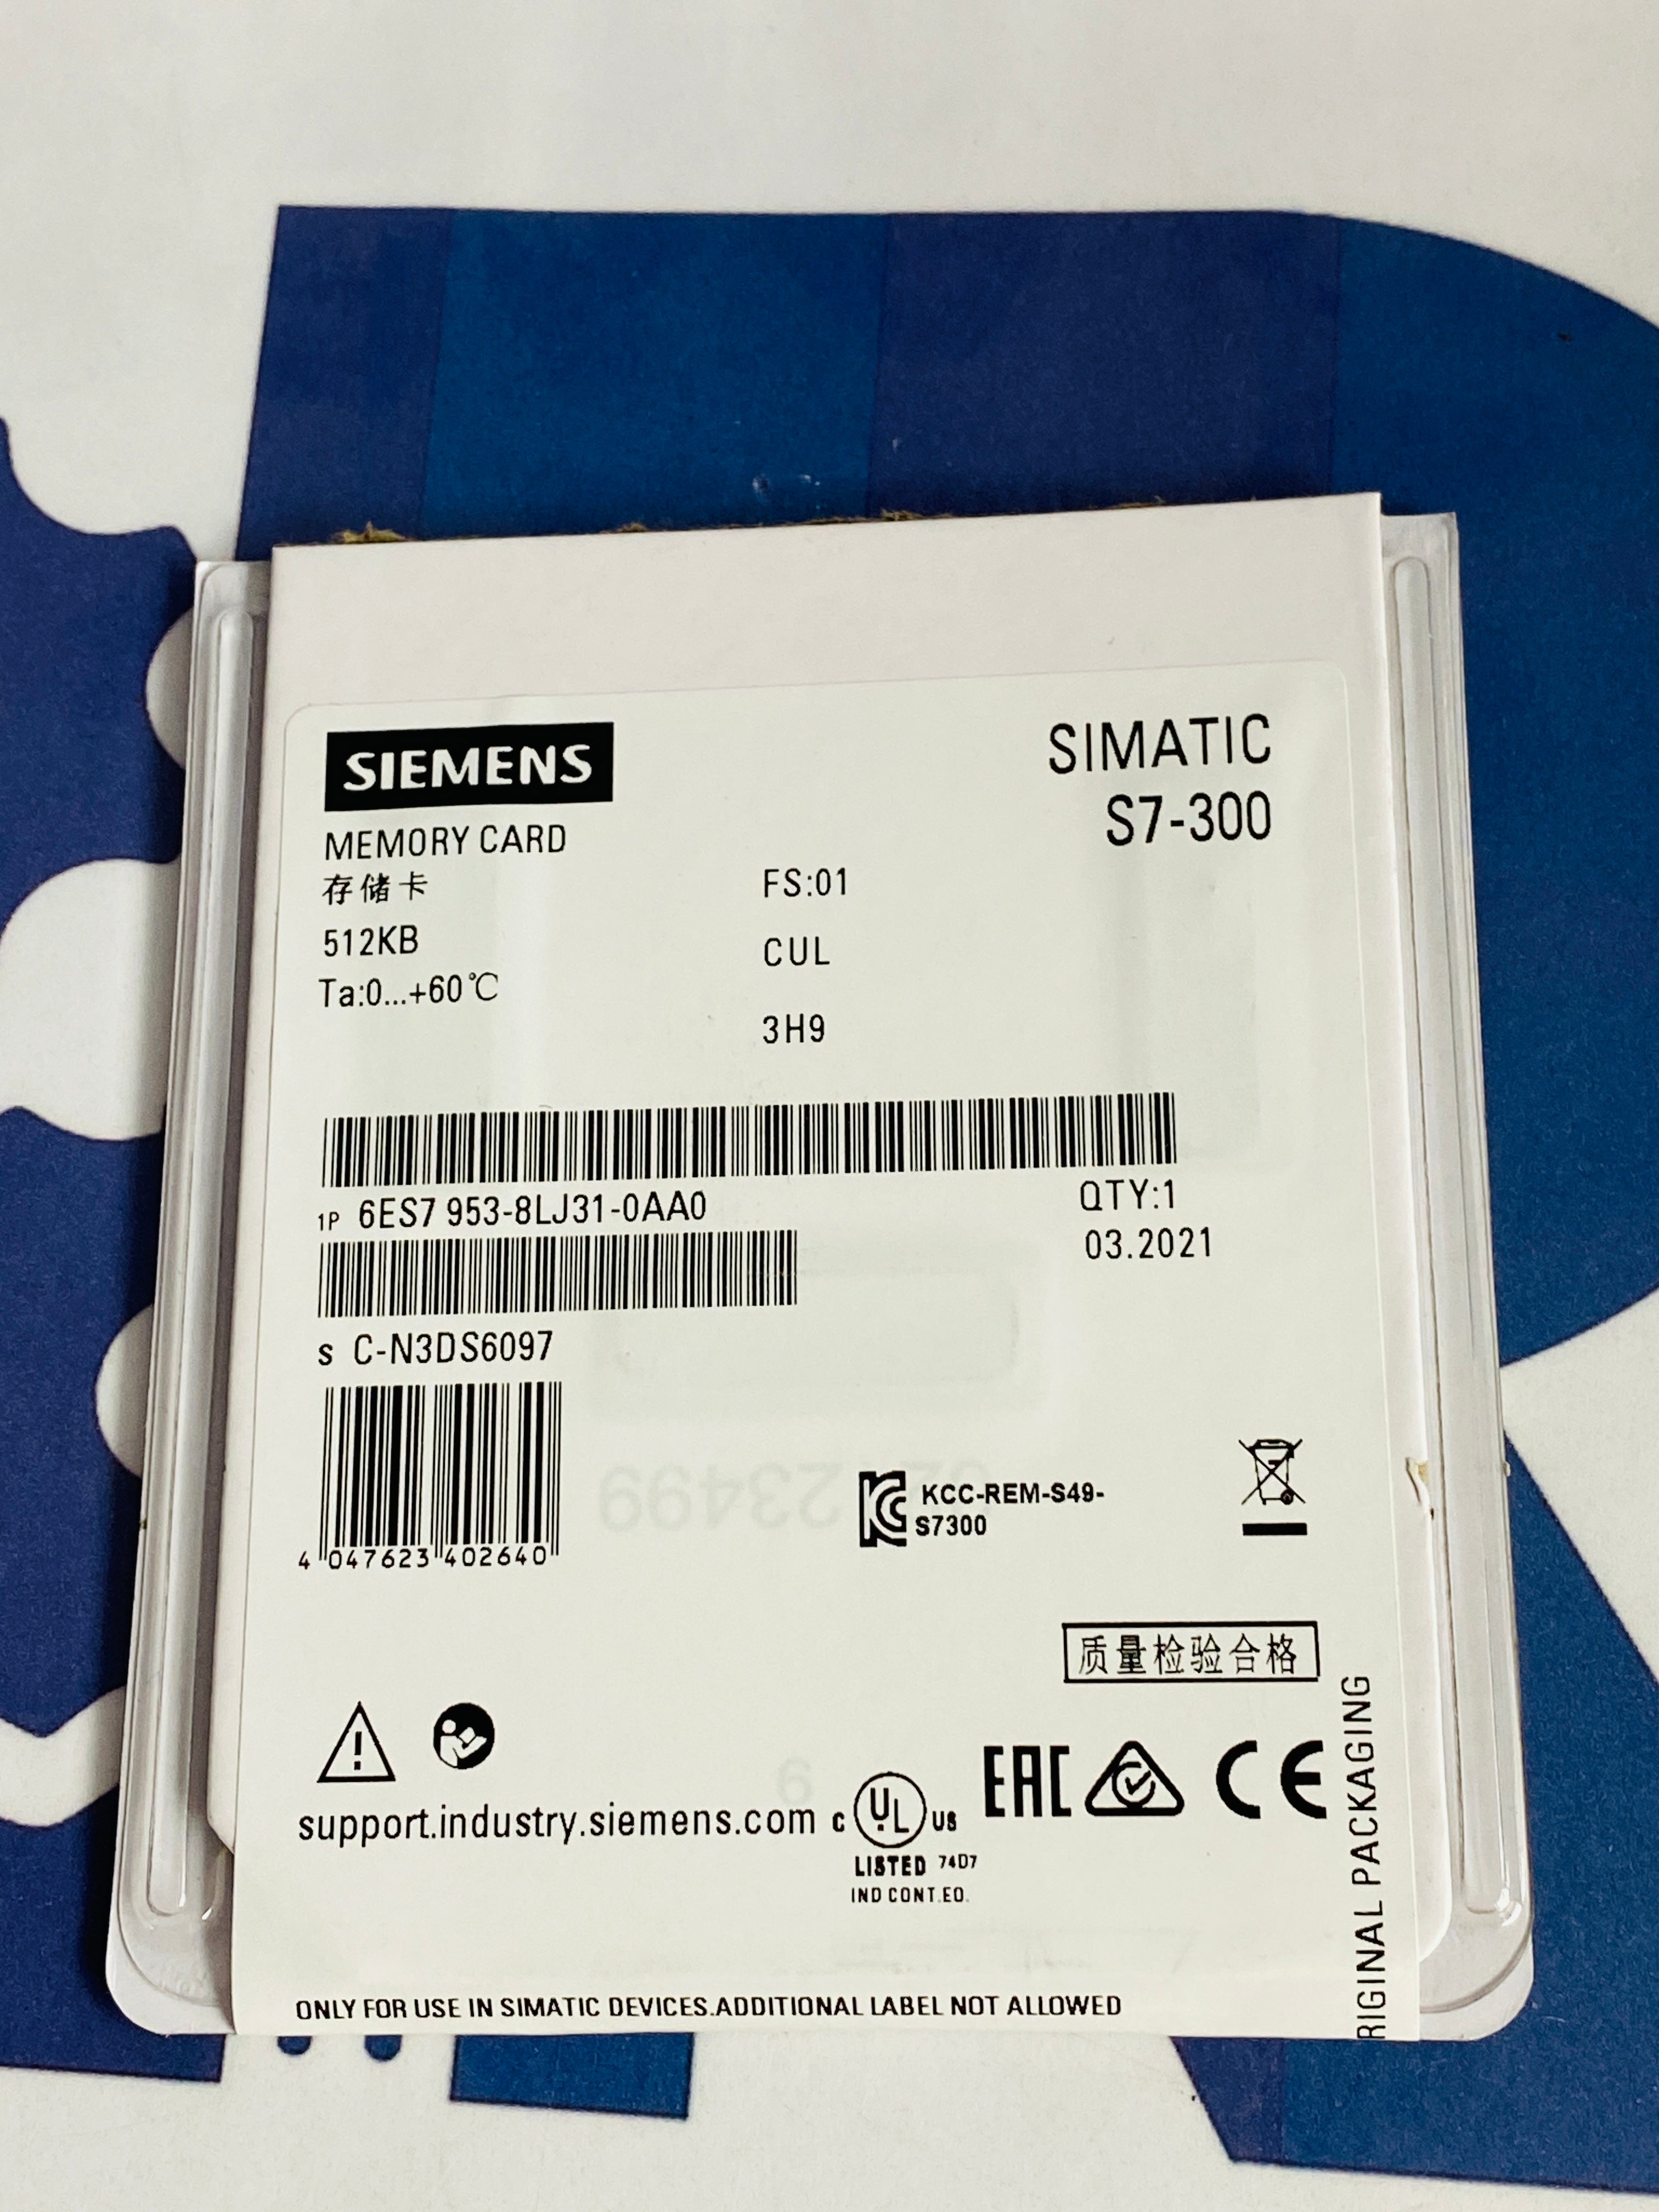 SIEMENS
SIMATIC
S7-300
MEMORY CARD
存储卡
FS:01
512KB
CUL
Ta:0...+60℃
3H9
1P 6ES7 953-8LJ31-0AA0
QTY:1
03.2021
S C-N3DS6097
KCC-REM-S49-
S7300
4 047623 402640
质量检验合格
support.industry.siemens.com
C UL US
LISTED 74D7
IND CONT.EQ.
EAC
CE
RIGINAL PACKAGING
ONLY FOR USE IN SIMATIC DEVICES.ADDITIONAL LABEL NOT ALLOWED